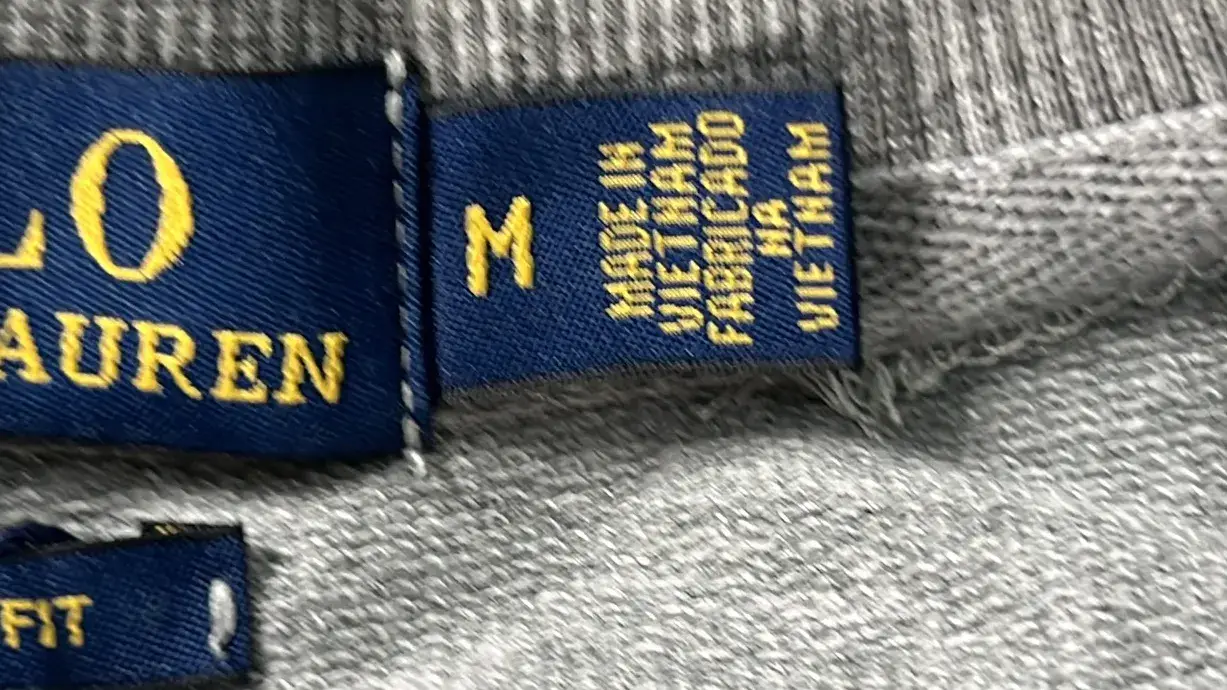 LO
AUREN
M
MADE IN
VIETNAM
FABRICADO
NA
VIETNAM
FIT